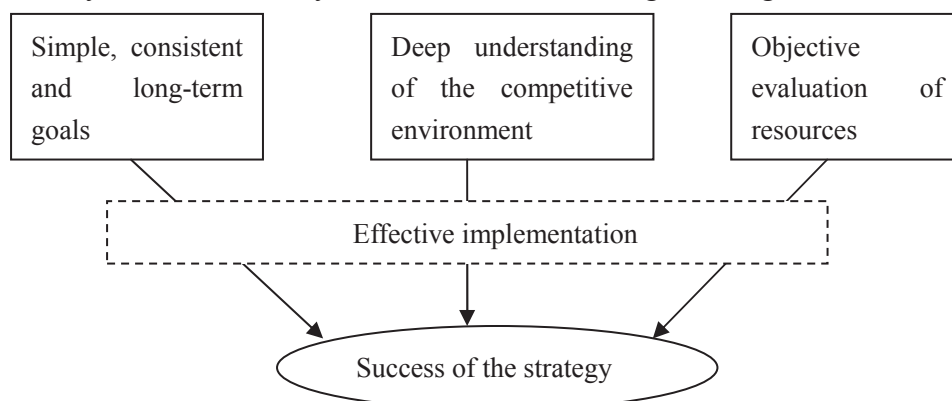 Simple, consistent
and long-term
goals
Deep understanding
of the competitive
environment
Objective
evaluation of
resources
Effective implementation
Success of the strategy